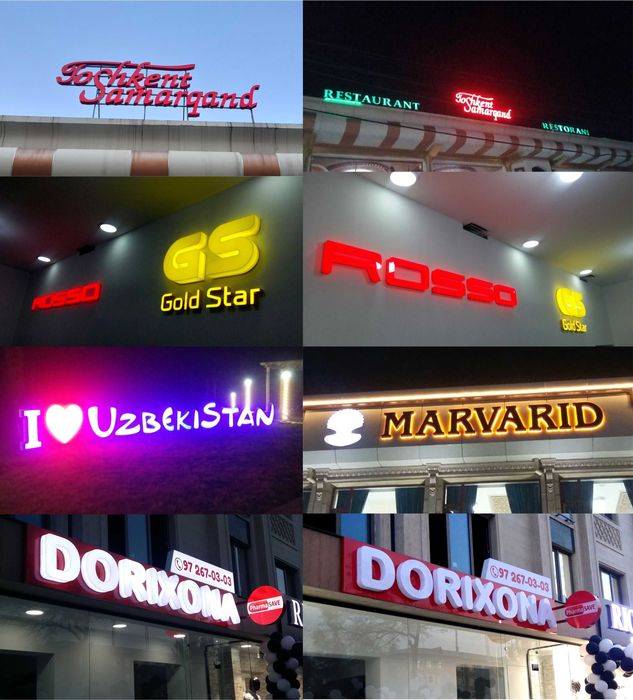 Toshkent
Samarqand
RESTAURANT
Toshkent
Samarqand
RESTORANI
ROSSO
GS
Gold Star
ROSSO
GS
Gold Star
I UZBEKISTAN
MARVARID
DORIXONA
97 267-03-03
PharmaSAVE
DORIXONA
97 267-03-03
PharmaSAVE